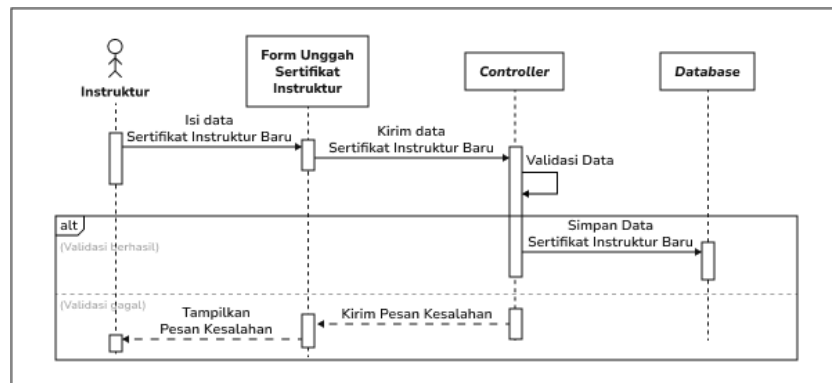 Form Unggah
Sertifikat
Instruktur
Controller
Database
Instruktur
Isi data
Sertifikat Instruktur Baru
Kirim data
Sertifikat Instruktur Baru
Validasi Data
alt
(Validasi berhasil)
Simpan Data
Sertifikat Instruktur Baru
(Validasi gagal)
Tampilkan
Pesan Kesalahan
Kirim Pesan Kesalahan